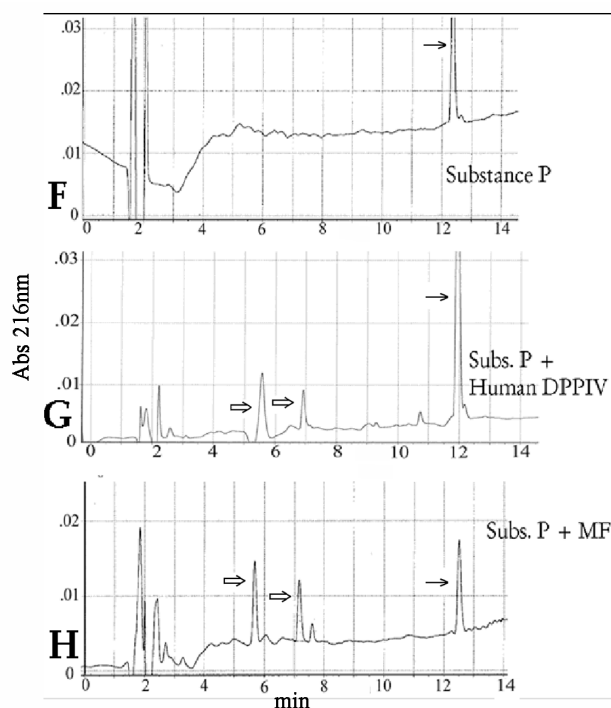 .03
.02
.01
0
F
Substance P
0 2 4 6 8 10 12 14
Abs 216nm
.03
.02
.01
0
G
Subs. P +
Human DPPIV
0 2 4 6 8 10 12 14
.02
.01
0
H
Subs. P + MF
0 2 4 6 8 10 12 14
min